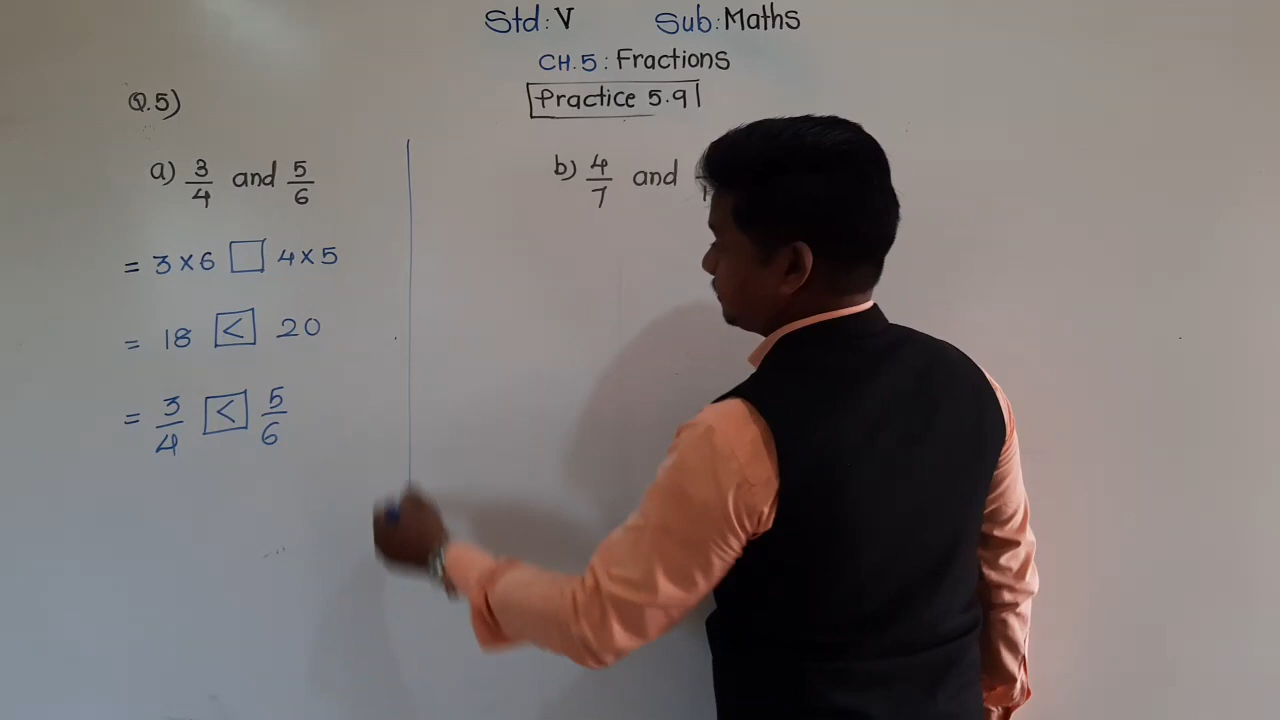 Std: V Sub: Maths
CH.5: Fractions
Practice 5.9
Q.5)
a) 3/4 and 5/6
= 3 × 6 □ 4 × 5
= 18 < 20
= 3/4 < 5/6
b) 4/7 and